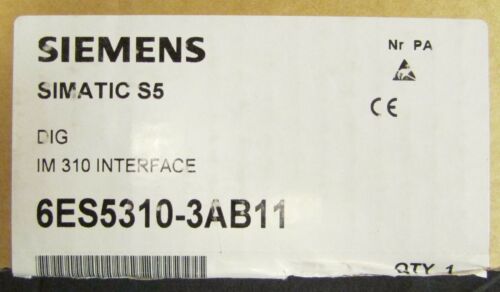 SIEMENS
Nr PA
SIMATIC S5
CE
DIG
IM 310 INTERFACE
6ES5310-3AB11
QTY 1